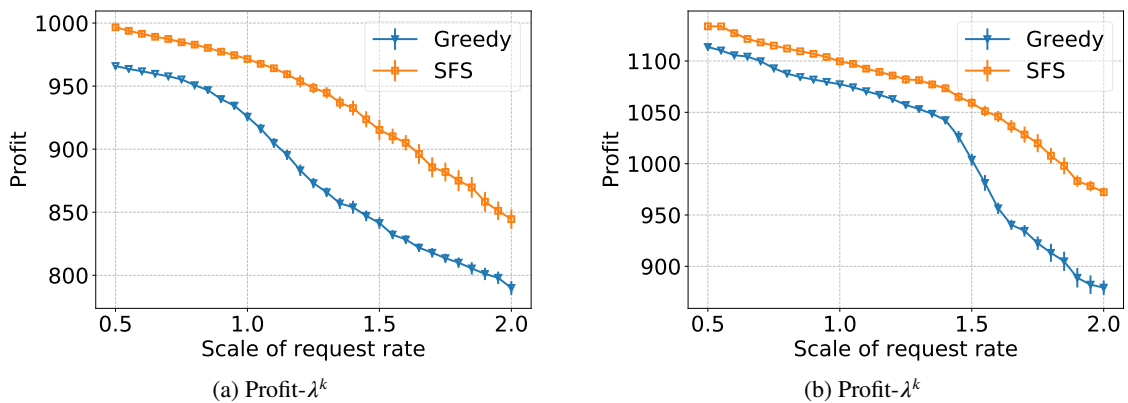 1000
950
900
850
800
Profit
Greedy
SFS
0.5 1.0 1.5 2.0
Scale of request rate
(a) Profit-λ^k
1100
1050
1000
950
900
Profit
Greedy
SFS
0.5 1.0 1.5 2.0
Scale of request rate
(b) Profit-λ^k